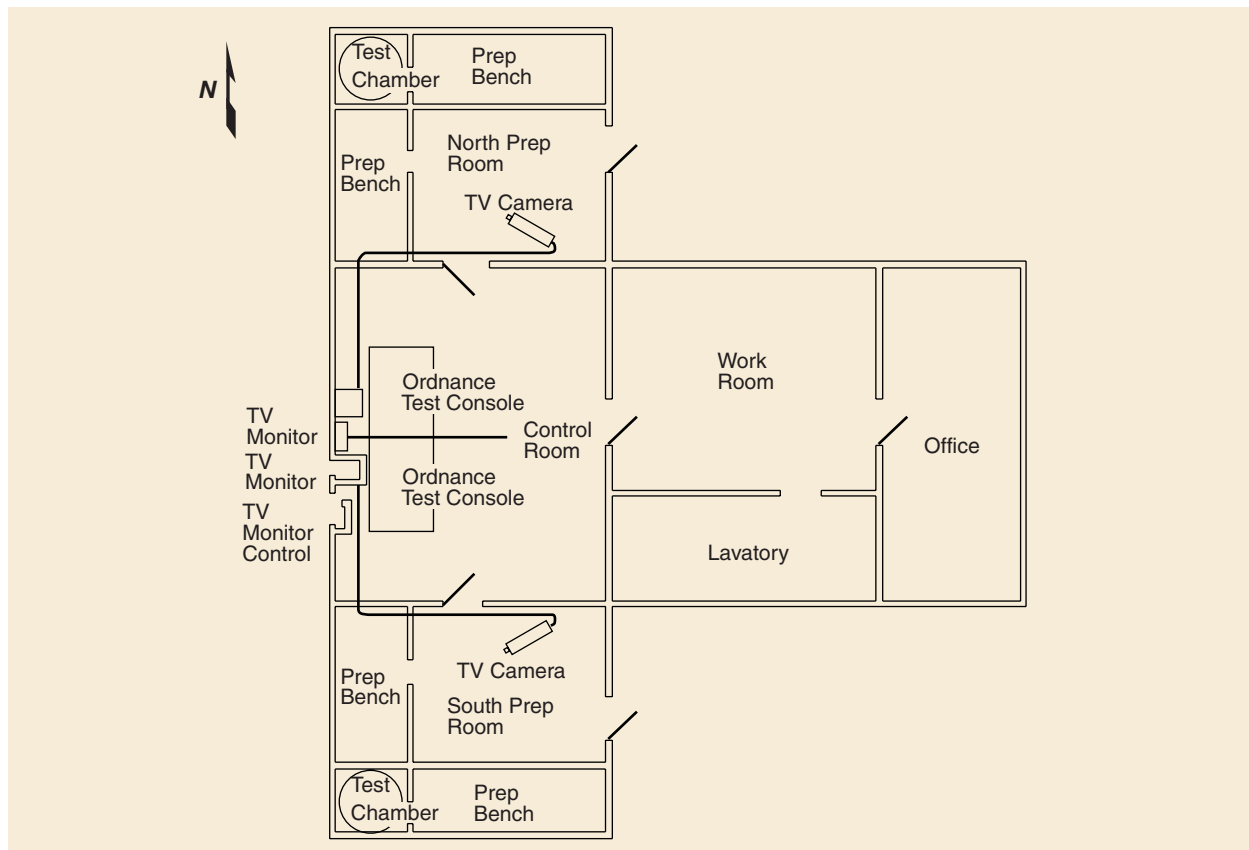 Test
Chamber
Prep
Bench
N
North Prep
Room
Prep
Bench
TV Camera
Work
Room
Ordnance
Test Console
TV
Monitor
Control
Room
Office
TV
Monitor
Ordnance
Test Console
TV
Monitor
Control
Lavatory
TV Camera
Prep
Bench
South Prep
Room
Test
Chamber
Prep
Bench